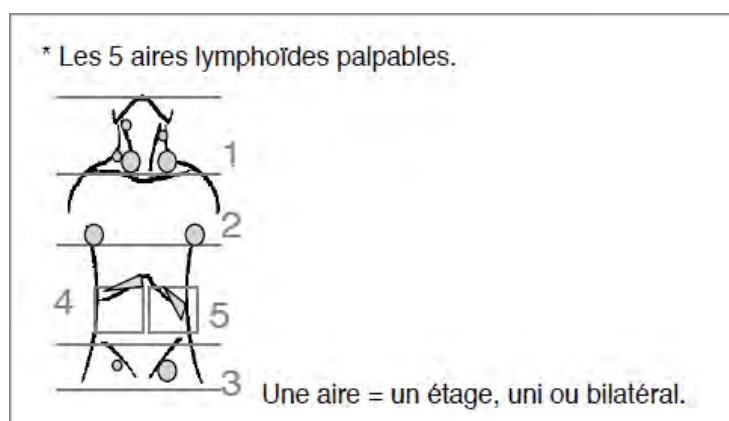 * Les 5 aires lymphoïdes palpables.
1
2
4
5
3
Une aire = un étage, uni ou bilatéral.